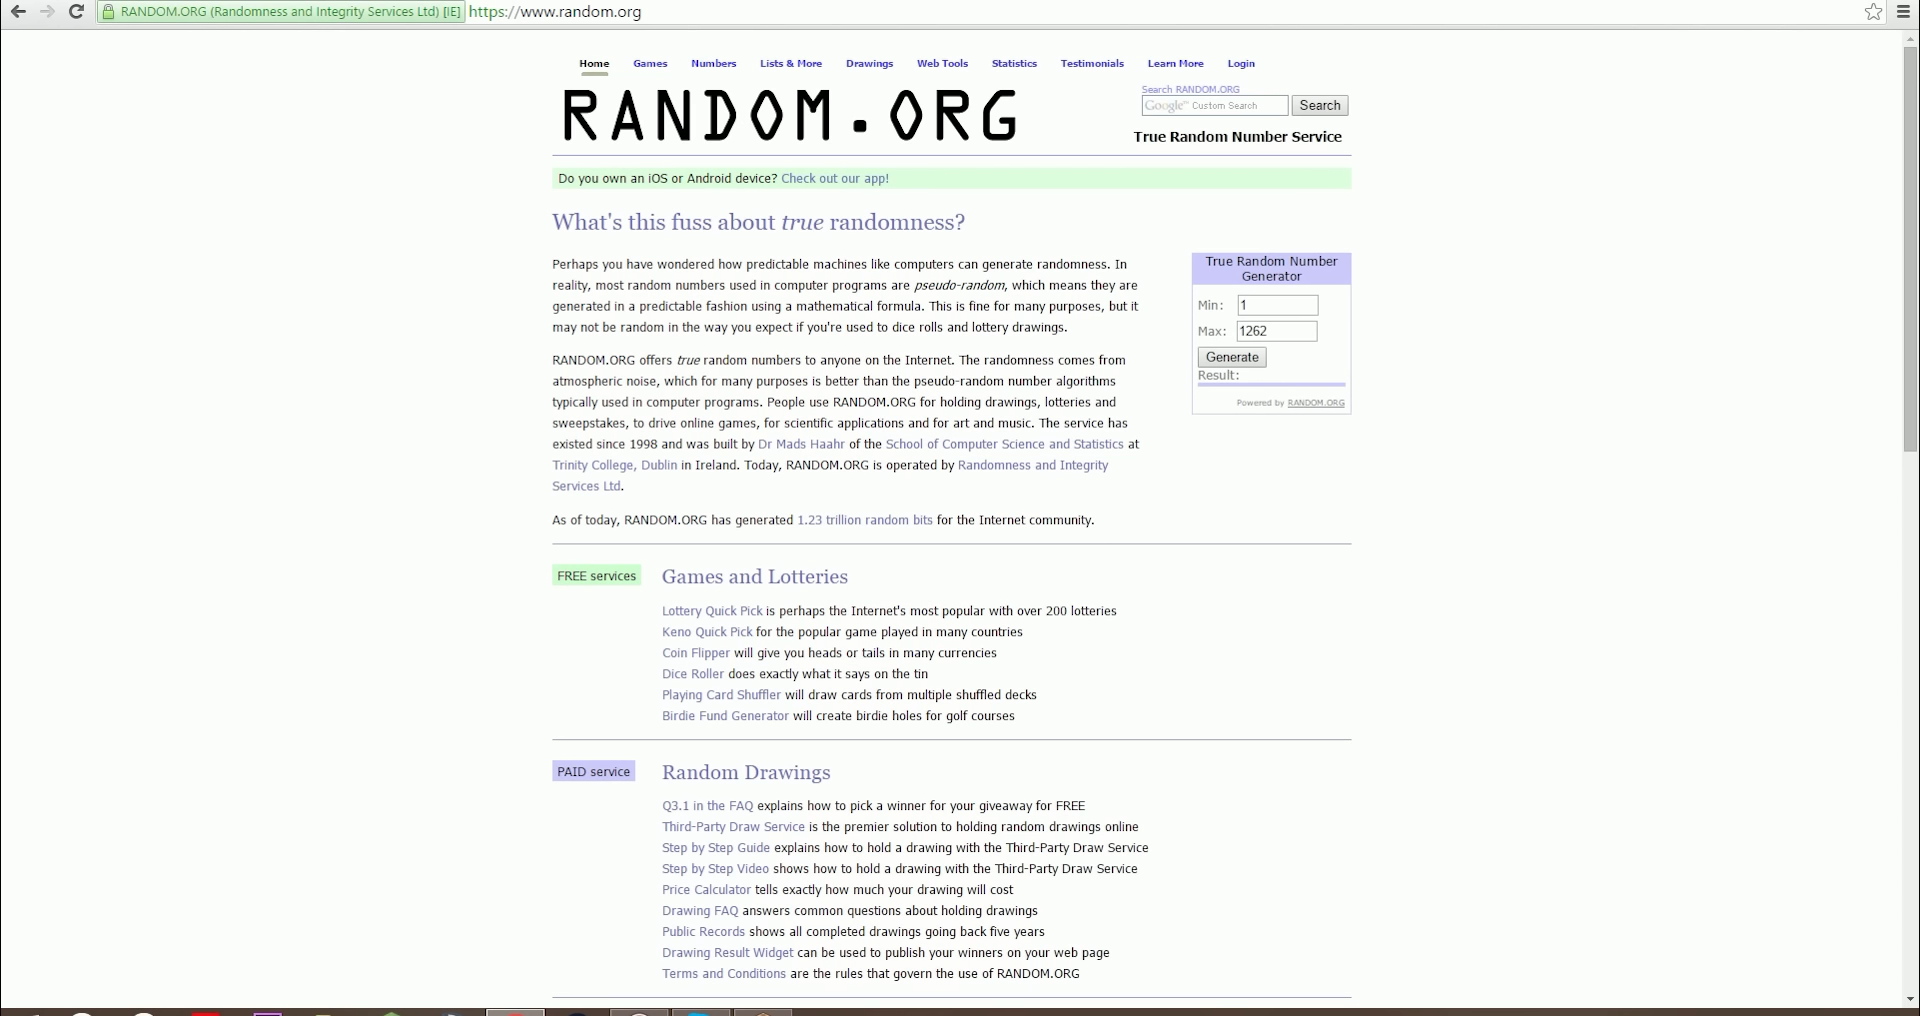 RANDOM.ORG (Randomness and Integrity Services Ltd) [IE] https://www.random.org
Home Games Numbers Lists & More Drawings Web Tools Statistics Testimonials Learn More Login
RANDOM.ORG
Search RANDOM.ORG
Google™ Custom Search Search
True Random Number Service
Do you own an iOS or Android device? Check out our app!
What's this fuss about true randomness?
Perhaps you have wondered how predictable machines like computers can generate randomness. In
reality, most random numbers used in computer programs are pseudo-random, which means they are
generated in a predictable fashion using a mathematical formula. This is fine for many purposes, but it
may not be random in the way you expect if you're used to dice rolls and lottery drawings.
RANDOM.ORG offers true random numbers to anyone on the Internet. The randomness comes from
atmospheric noise, which for many purposes is better than the pseudo-random number algorithms
typically used in computer programs. People use RANDOM.ORG for holding drawings, lotteries and
sweepstakes, to drive online games, for scientific applications and for art and music. The service has
existed since 1998 and was built by Dr Mads Haahr of the School of Computer Science and Statistics at
Trinity College, Dublin in Ireland. Today, RANDOM.ORG is operated by Randomness and Integrity
Services Ltd.
As of today, RANDOM.ORG has generated 1.23 trillion random bits for the Internet community.
True Random Number
Generator
Min: 1
Max: 1262
Generate
Result:
Powered by RANDOM.ORG
FREE services
Games and Lotteries
Lottery Quick Pick is perhaps the Internet's most popular with over 200 lotteries
Keno Quick Pick for the popular game played in many countries
Coin Flipper will give you heads or tails in many currencies
Dice Roller does exactly what it says on the tin
Playing Card Shuffler will draw cards from multiple shuffled decks
Birdie Fund Generator will create birdie holes for golf courses
PAID service
Random Drawings
Q3.1 in the FAQ explains how to pick a winner for your giveaway for FREE
Third-Party Draw Service is the premier solution to holding random drawings online
Step by Step Guide explains how to hold a drawing with the Third-Party Draw Service
Step by Step Video shows how to hold a drawing with the Third-Party Draw Service
Price Calculator tells exactly how much your drawing will cost
Drawing FAQ answers common questions about holding drawings
Public Records shows all completed drawings going back five years
Drawing Result Widget can be used to publish your winners on your web page
Terms and Conditions are the rules that govern the use of RANDOM.ORG